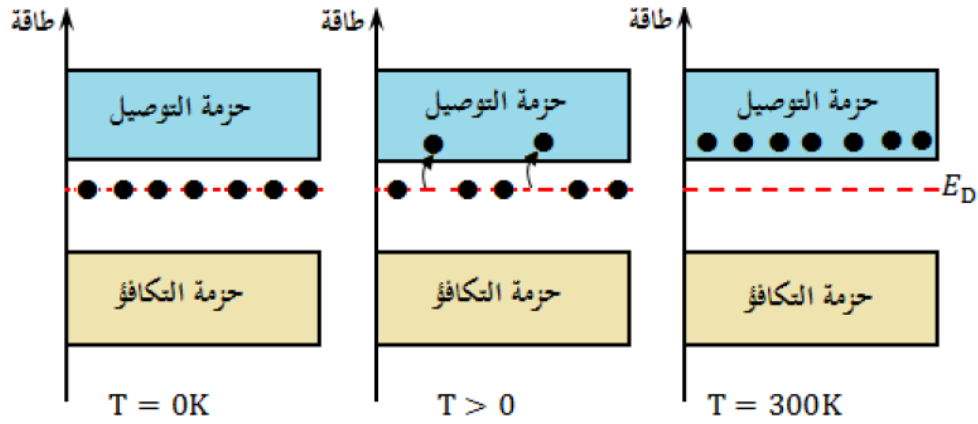 طاقة
طاقة
طاقة
حزمة التوصيل
حزمة التوصيل
حزمة التوصيل
E_D
حزمة التكافؤ
حزمة التكافؤ
حزمة التكافؤ
T = 0K
T > 0
T = 300K